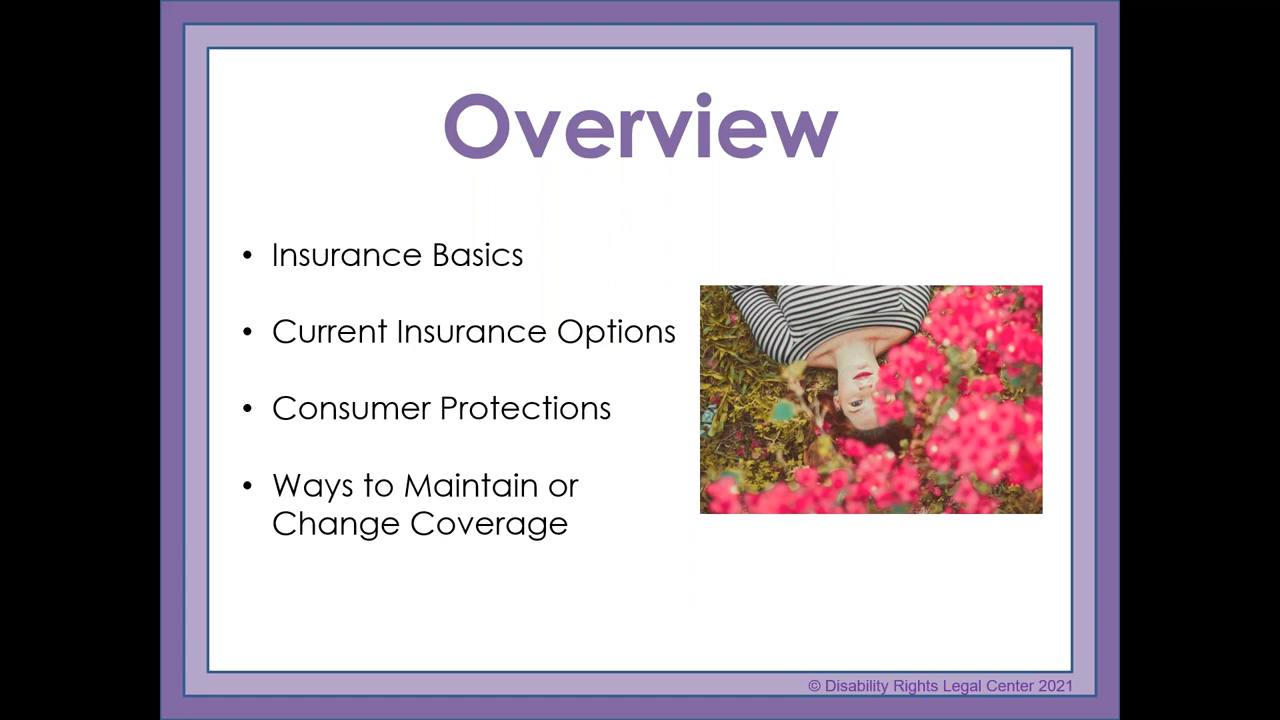 Overview
• Insurance Basics
• Current Insurance Options
• Consumer Protections
• Ways to Maintain or
Change Coverage
© Disability Rights Legal Center 2021